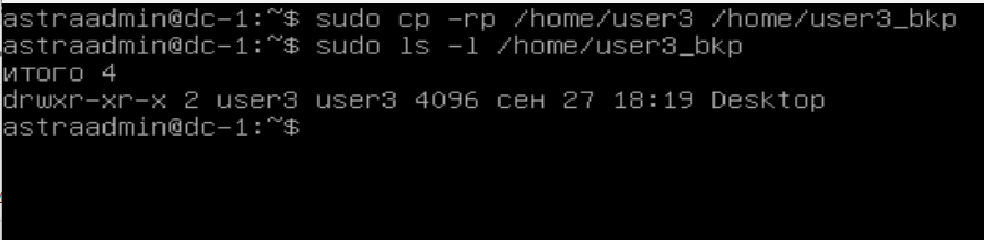 astraadmin@dc-1:~$ sudo cp -rp /home/user3 /home/user3_bkp
astraadmin@dc-1:~$ sudo ls -l /home/user3_bkp
итого 4
drwxr-xr-x 2 user3 user3 4096 сен 27 18:19 Desktop
astraadmin@dc-1:~$